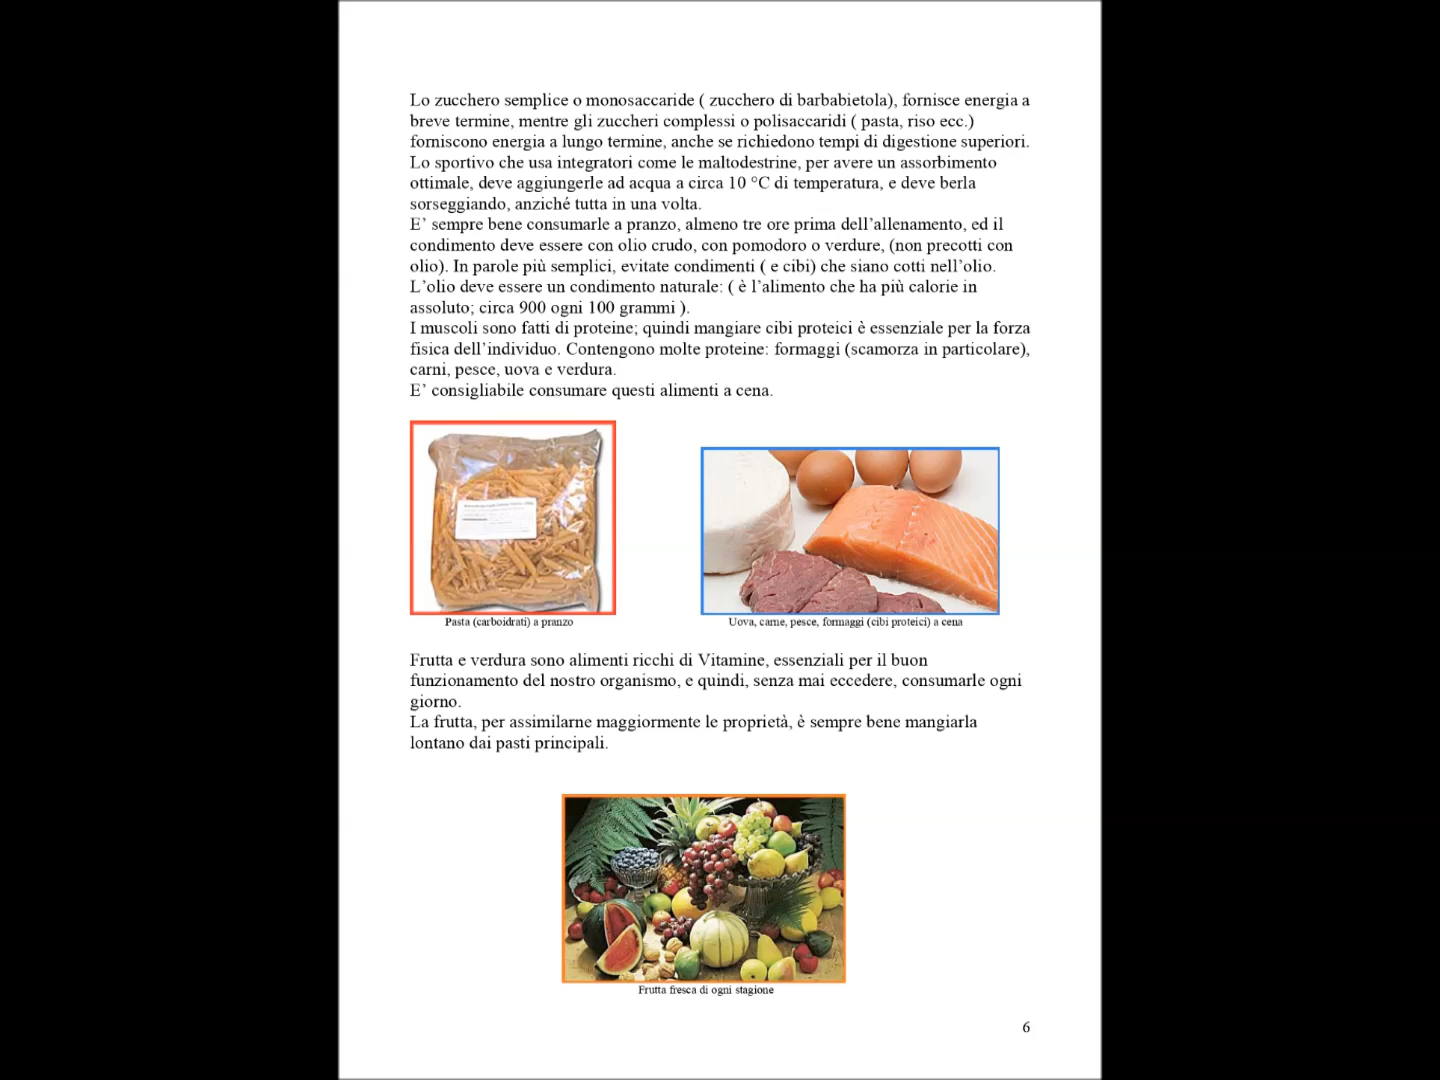 Lo zucchero semplice o monosaccaride ( zucchero di barbabietola), fornisce energia a
breve termine, mentre gli zuccheri complessi o polisaccaridi ( pasta, riso ecc.)
forniscono energia a lungo termine, anche se richiedono tempi di digestione superiori.
Lo sportivo che usa integratori come le maltodestrine, per avere un assorbimento
ottimale, deve aggiungerle ad acqua a circa 10 °C di temperatura, e deve berla
sorseggiando, anziché tutta in una volta.
E’ sempre bene consumarle a pranzo, almeno tre ore prima dell’allenamento, ed il
condimento deve essere con olio crudo, con pomodoro o verdure, (non precotti con
olio). In parole più semplici, evitate condimenti ( e cibi) che siano cotti nell’olio.
L’olio deve essere un condimento naturale: ( è l’alimento che ha più calorie in
assoluto; circa 900 ogni 100 grammi ).
I muscoli sono fatti di proteine; quindi mangiare cibi proteici è essenziale per la forza
fisica dell’individuo. Contengono molte proteine: formaggi (scamorza in particolare),
carni, pesce, uova e verdura.
E’ consigliabile consumare questi alimenti a cena.
Pasta (carboidrati) a pranzo
Uova, carne, pesce, formaggi (cibi proteici) a cena
Frutta e verdura sono alimenti ricchi di Vitamine, essenziali per il buon
funzionamento del nostro organismo, e quindi, senza mai eccedere, consumarle ogni
giorno.
La frutta, per assimilarne maggiormente le proprietà, è sempre bene mangiarla
lontano dai pasti principali.
Frutta fresca di ogni stagione
6